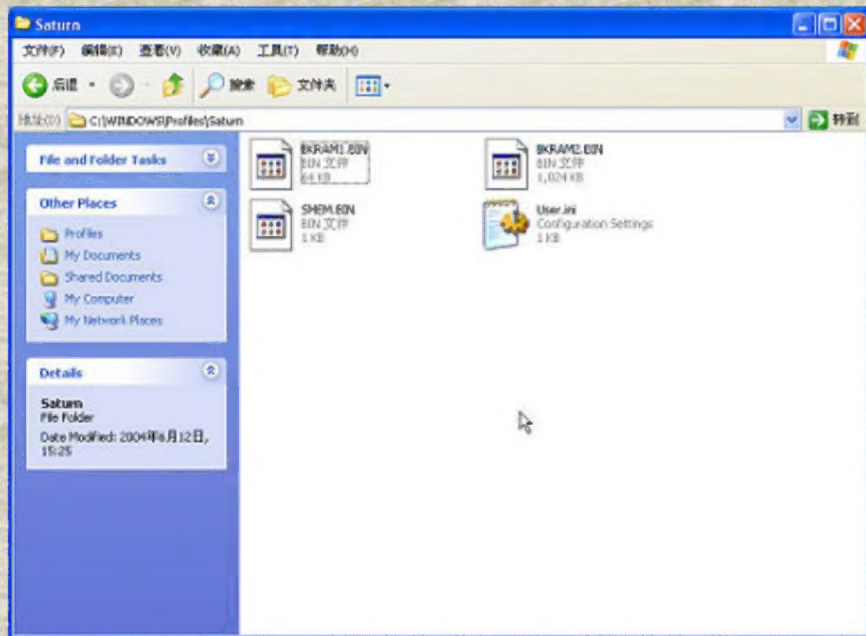 Saturn
文件(F) 编辑(E) 查看(V) 收藏(A) 工具(T) 帮助(H)
后退 搜索 文件夹
地址(D) C:\WINDOWS\Profiles\Saturn 转到
File and Folder Tasks
Other Places
Profiles
My Documents
Shared Documents
My Computer
My Network Places
Details
Saturn
File Folder
Date Modified: 2004年6月12日,
15:25
BKRAM1.BIN
BIN 文件
64 KB
BKRAM2.BIN
BIN 文件
1,024 KB
SMEM.BIN
BIN 文件
1 KB
User.ini
Configuration Settings
1 KB